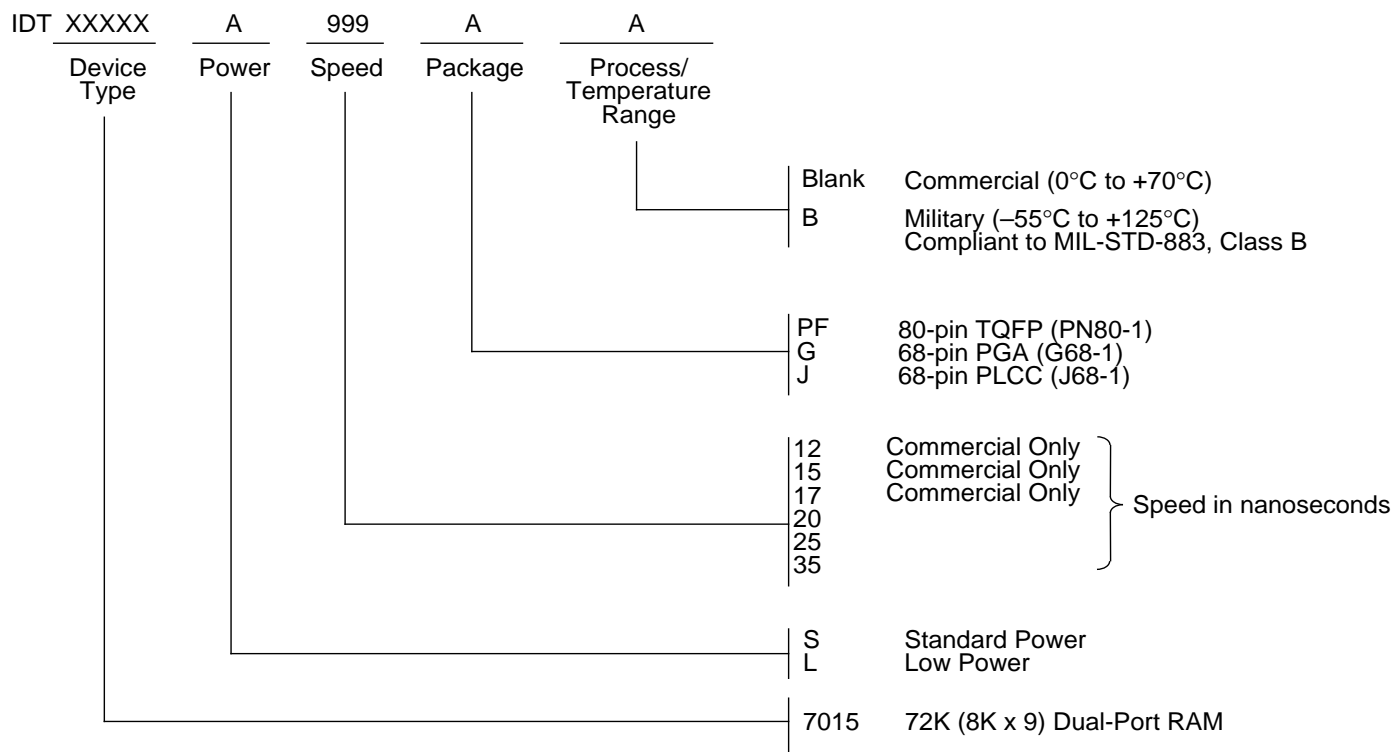 IDT XXXXX A 999 A A
Device Type Power Speed Package Process/ Temperature Range
Blank Commercial (0°C to +70°C)
B Military (–55°C to +125°C)
Compliant to MIL-STD-883, Class B
PF 80-pin TQFP (PN80-1)
G 68-pin PGA (G68-1)
J 68-pin PLCC (J68-1)
12 Commercial Only
15 Commercial Only
17 Commercial Only
20 Speed in nanoseconds
25
35
S Standard Power
L Low Power
7015 72K (8K x 9) Dual-Port RAM